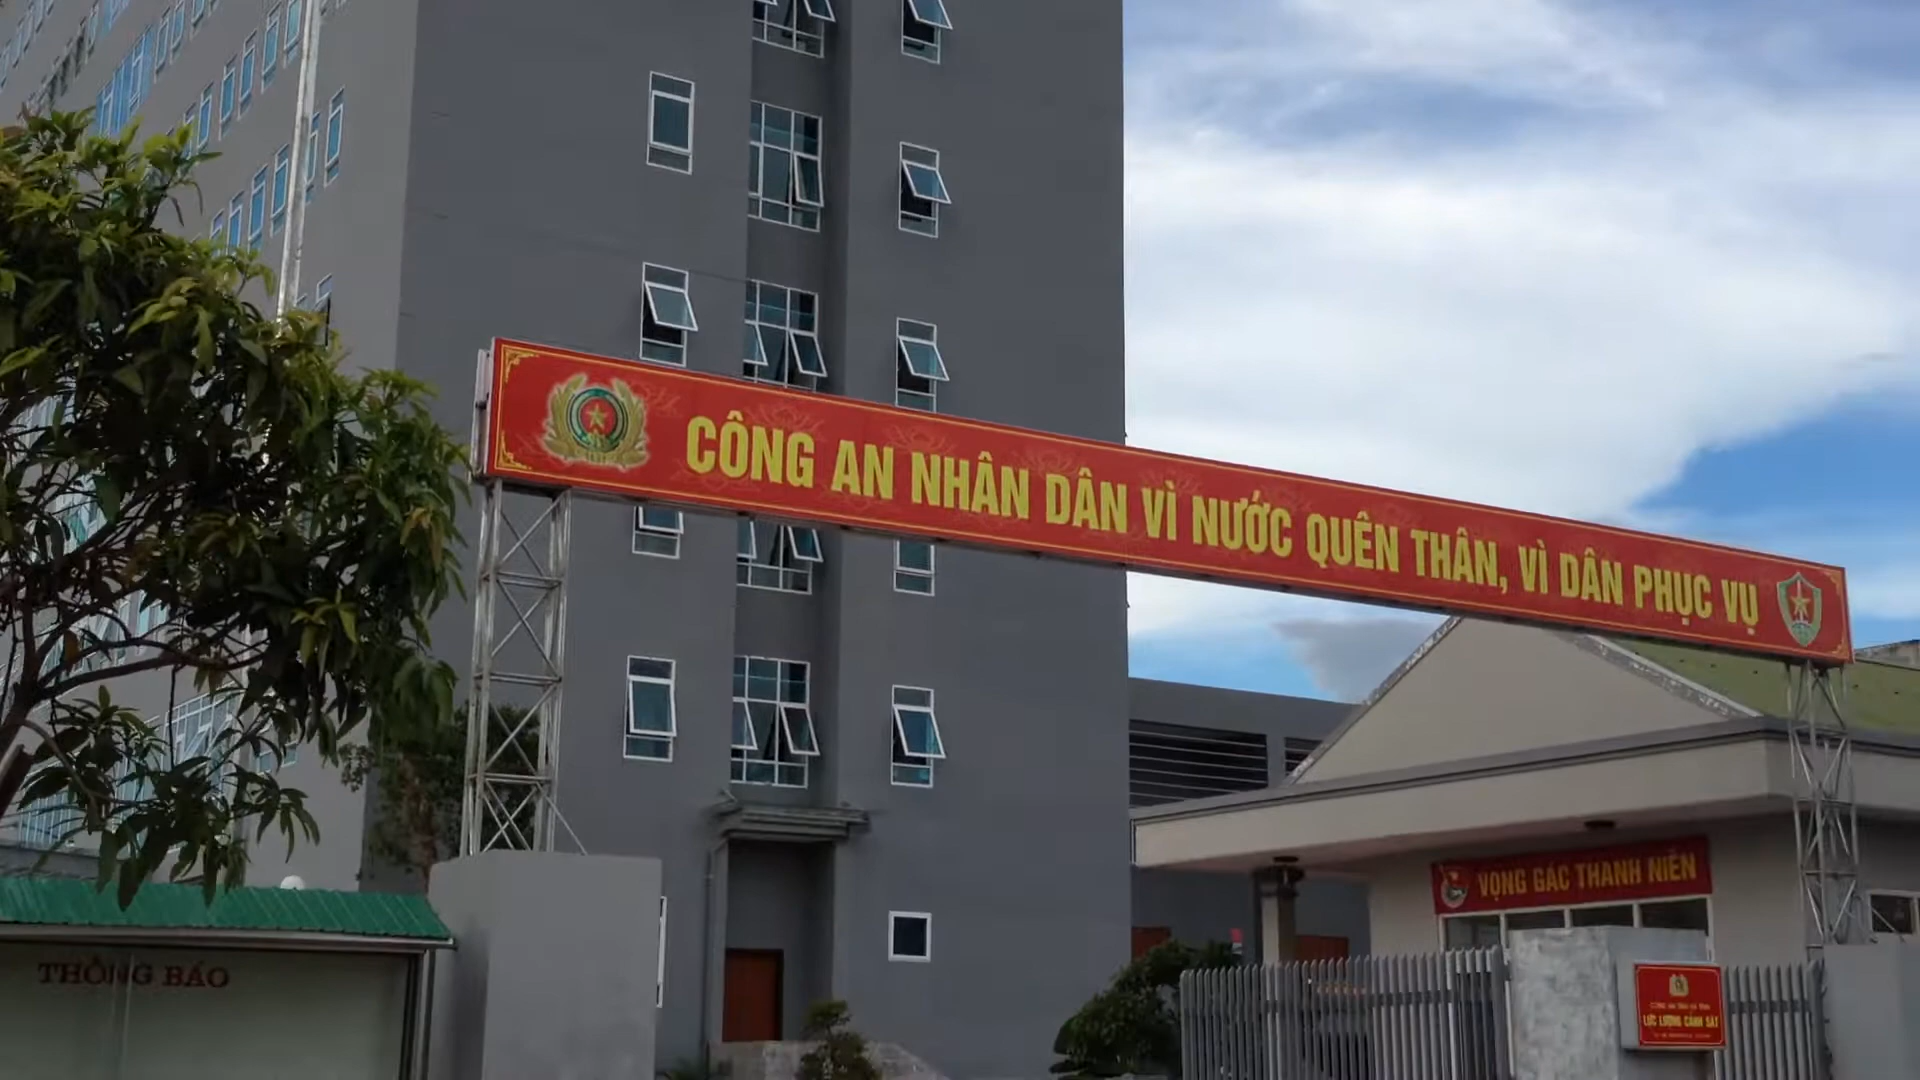 CÔNG AN NHÂN DÂN VÌ NƯỚC QUÊN THÂN, VÌ DÂN PHỤC VỤ
VỌNG GÁC THANH NIÊN
THÔNG BÁO
LỰC LƯỢNG CẢNH SÁT